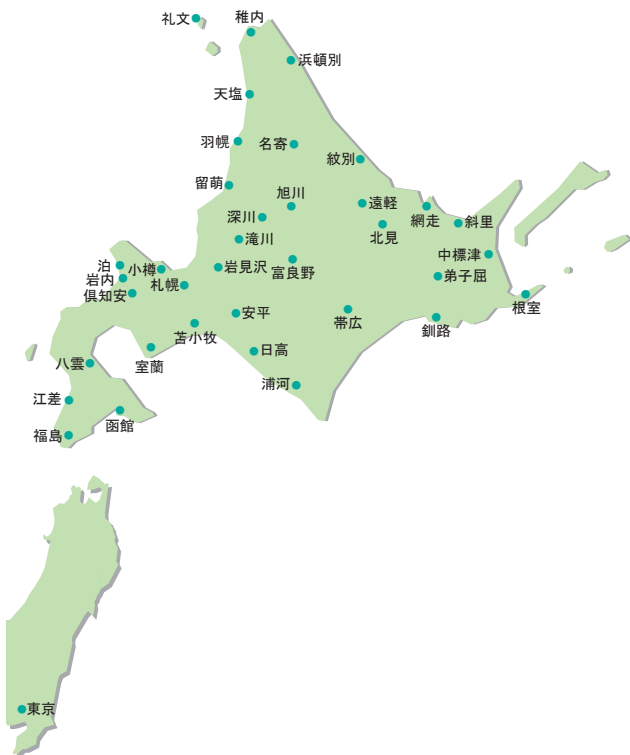 礼文
稚内
浜頓別
天塩
羽幌
名寄
紋別
留萌
旭川
遠軽
深川
網走
斜里
滝川
北見
中標津
泊
小樽
岩見沢
富良野
岩内
札幌
弟子屈
倶知安
根室
安平
帯広
釧路
苫小牧
室蘭
日高
八雲
浦河
江差
函館
福島
東京